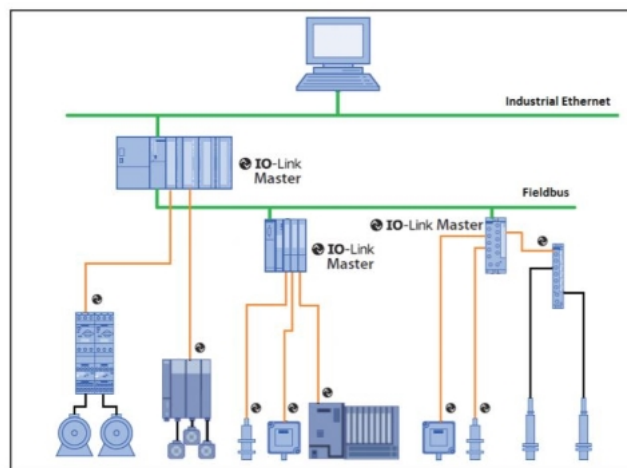 Industrial Ethernet
IO-Link
Master
Fieldbus
IO-Link Master
IO-Link
Master